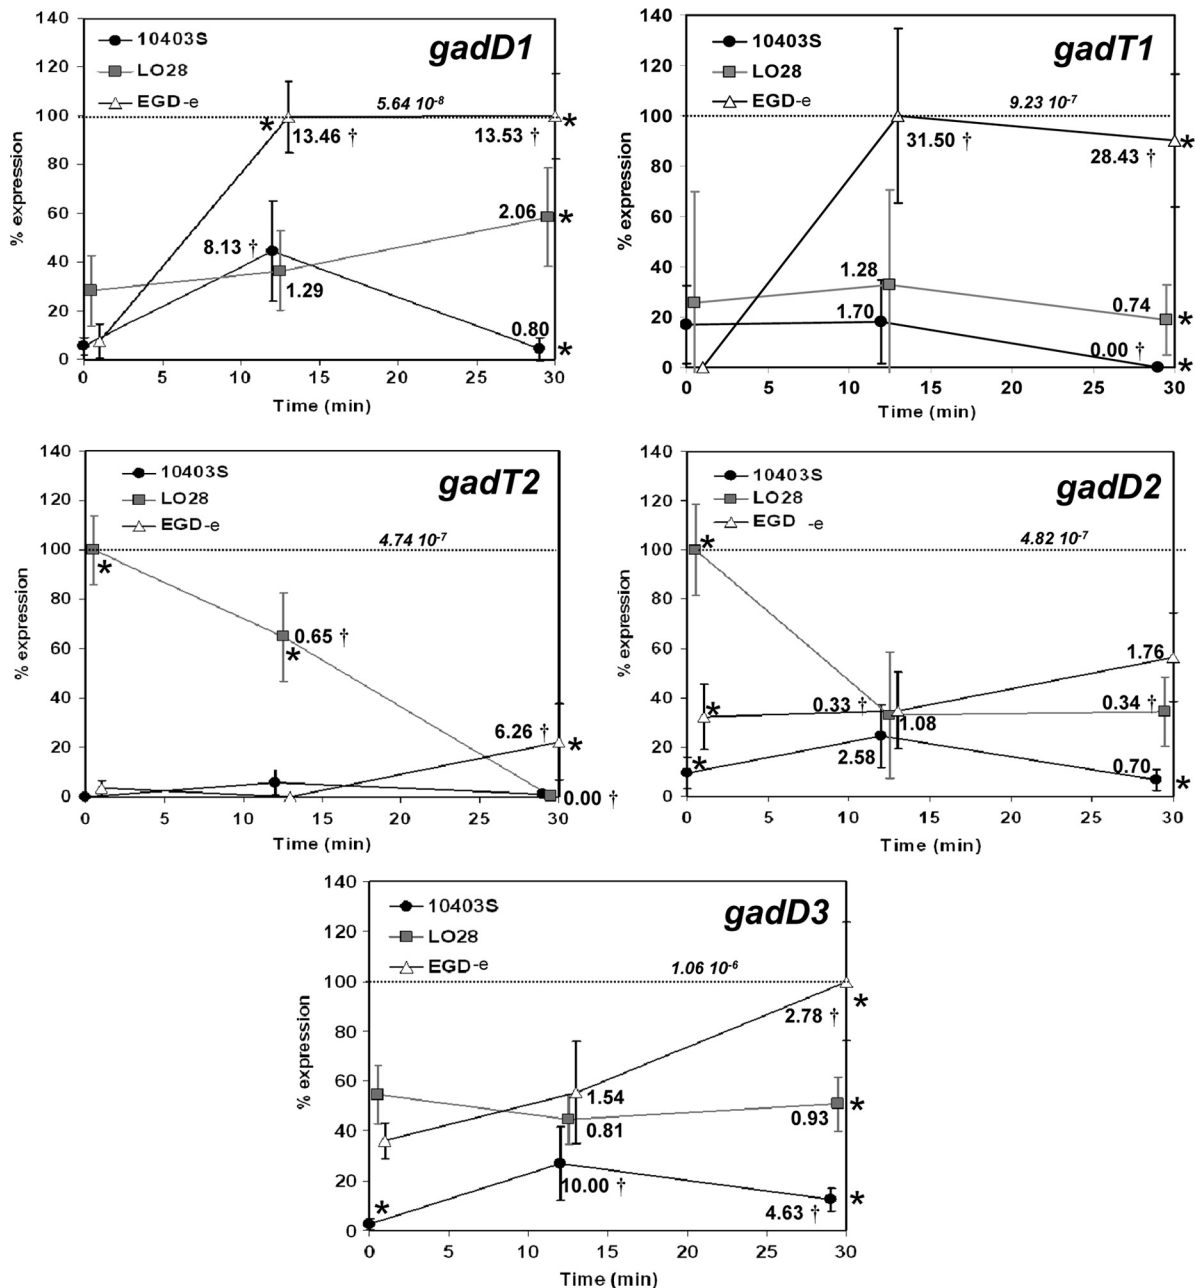 gadD1
10403S
LO28
EGD-e
140
120
100
80
60
40
20
0
% expression
5.64 10-8
* 13.46 †
13.53 † *
8.13 †
1.29
2.06 *
0.80 *
0 5 10 15 20 25 30
Time (min)
gadT1
10403S
LO28
EGD-e
140
120
100
80
60
40
20
0
% expression
9.23 10-7
31.50 †
28.43 † *
1.28
1.70
0.74 *
0.00 † *
0 5 10 15 20 25 30
Time (min)
gadT2
10403S
LO28
EGD-e
140
120
100
80
60
40
20
0
% expression
4.74 10-7
*
0.65 †
*
6.26 † *
0.00 †
0 5 10 15 20 25 30
Time (min)
gadD2
10403S
LO28
EGD -e
140
120
100
80
60
40
20
0
% expression
4.82 10-7
*
*
*
0.33 †
1.08
2.58
1.76
0.34 †
0.70 *
0 5 10 15 20 25 30
Time (min)
gadD3
10403S
LO28
EGD-e
140
120
100
80
60
40
20
0
% expression
1.06 10-6
2.78 † *
1.54
0.81
0.93 *
*
10.00 †
4.63 † *
0 5 10 15 20 25 30
Time (min)